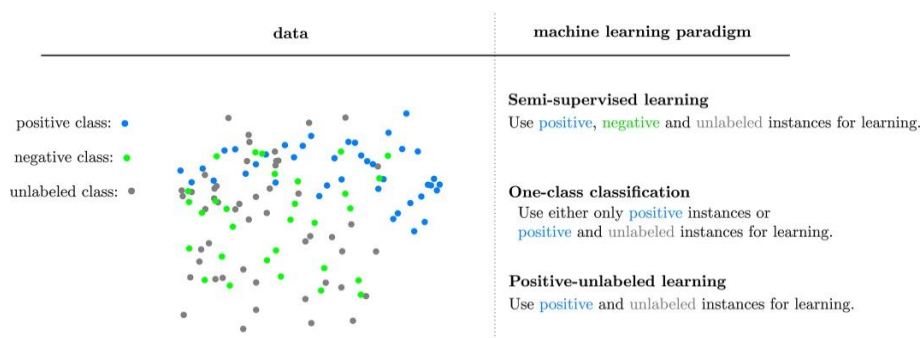 data
machine learning paradigm
positive class:
negative class:
unlabeled class:
Semi-supervised learning
Use positive, negative and unlabeled instances for learning.
One-class classification
Use either only positive instances or
positive and unlabeled instances for learning.
Positive-unlabeled learning
Use positive and unlabeled instances for learning.